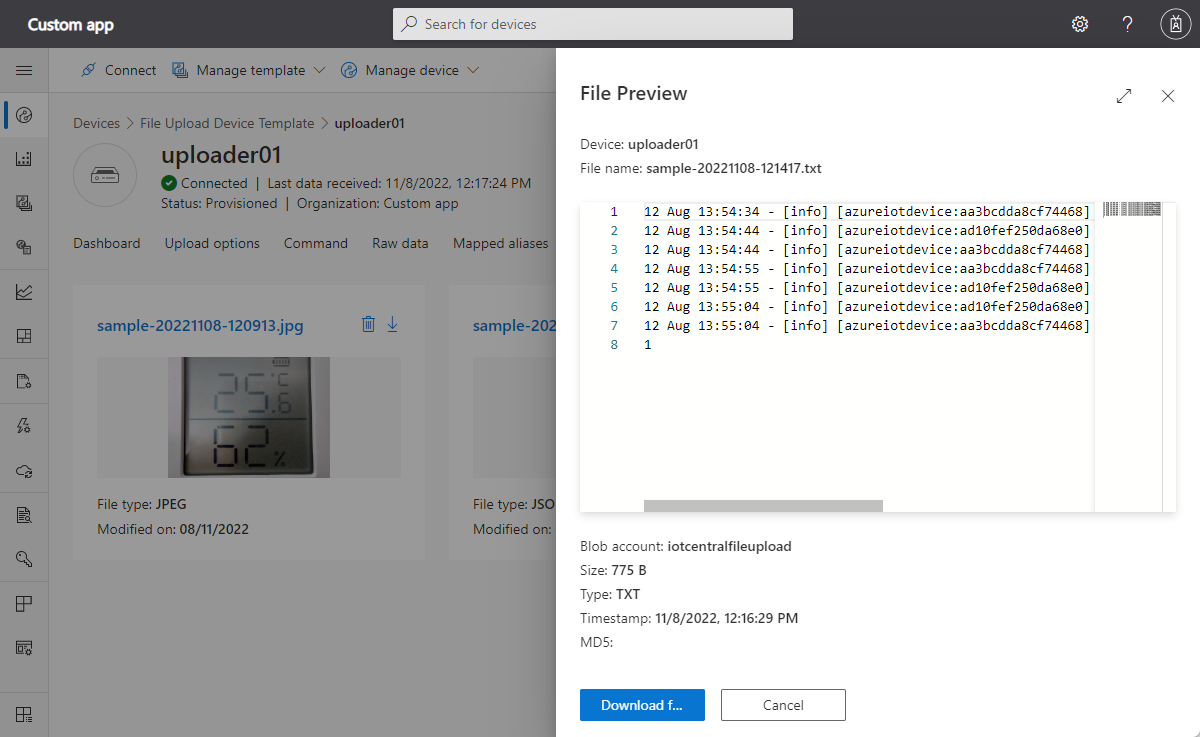 Custom app
Search for devices
?
Connect
Manage template
Manage device
Devices > File Upload Device Template > uploader01
uploader01
Connected | Last data received: 11/8/2022, 12:17:24 PM
Status: Provisioned | Organization: Custom app
Dashboard
Upload options
Command
Raw data
Mapped aliases
sample-20221108-120913.jpg
25.6 °C
62 %
File type: JPEG
Modified on: 08/11/2022
sample-202
File type: JSO
Modified on:
File Preview
Device: uploader01
File name: sample-20221108-121417.txt
1 12 Aug 13:54:34 - [info] [azureiotdevice:aa3bcdda8cf74468]
2 12 Aug 13:54:44 - [info] [azureiotdevice:ad10fef250da68e0]
3 12 Aug 13:54:44 - [info] [azureiotdevice:aa3bcdda8cf74468]
4 12 Aug 13:54:55 - [info] [azureiotdevice:aa3bcdda8cf74468]
5 12 Aug 13:54:55 - [info] [azureiotdevice:ad10fef250da68e0]
6 12 Aug 13:55:04 - [info] [azureiotdevice:ad10fef250da68e0]
7 12 Aug 13:55:04 - [info] [azureiotdevice:aa3bcdda8cf74468]
8 1
Blob account: iotcentralfileupload
Size: 775 B
Type: TXT
Timestamp: 11/8/2022, 12:16:29 PM
MD5:
Download f...
Cancel